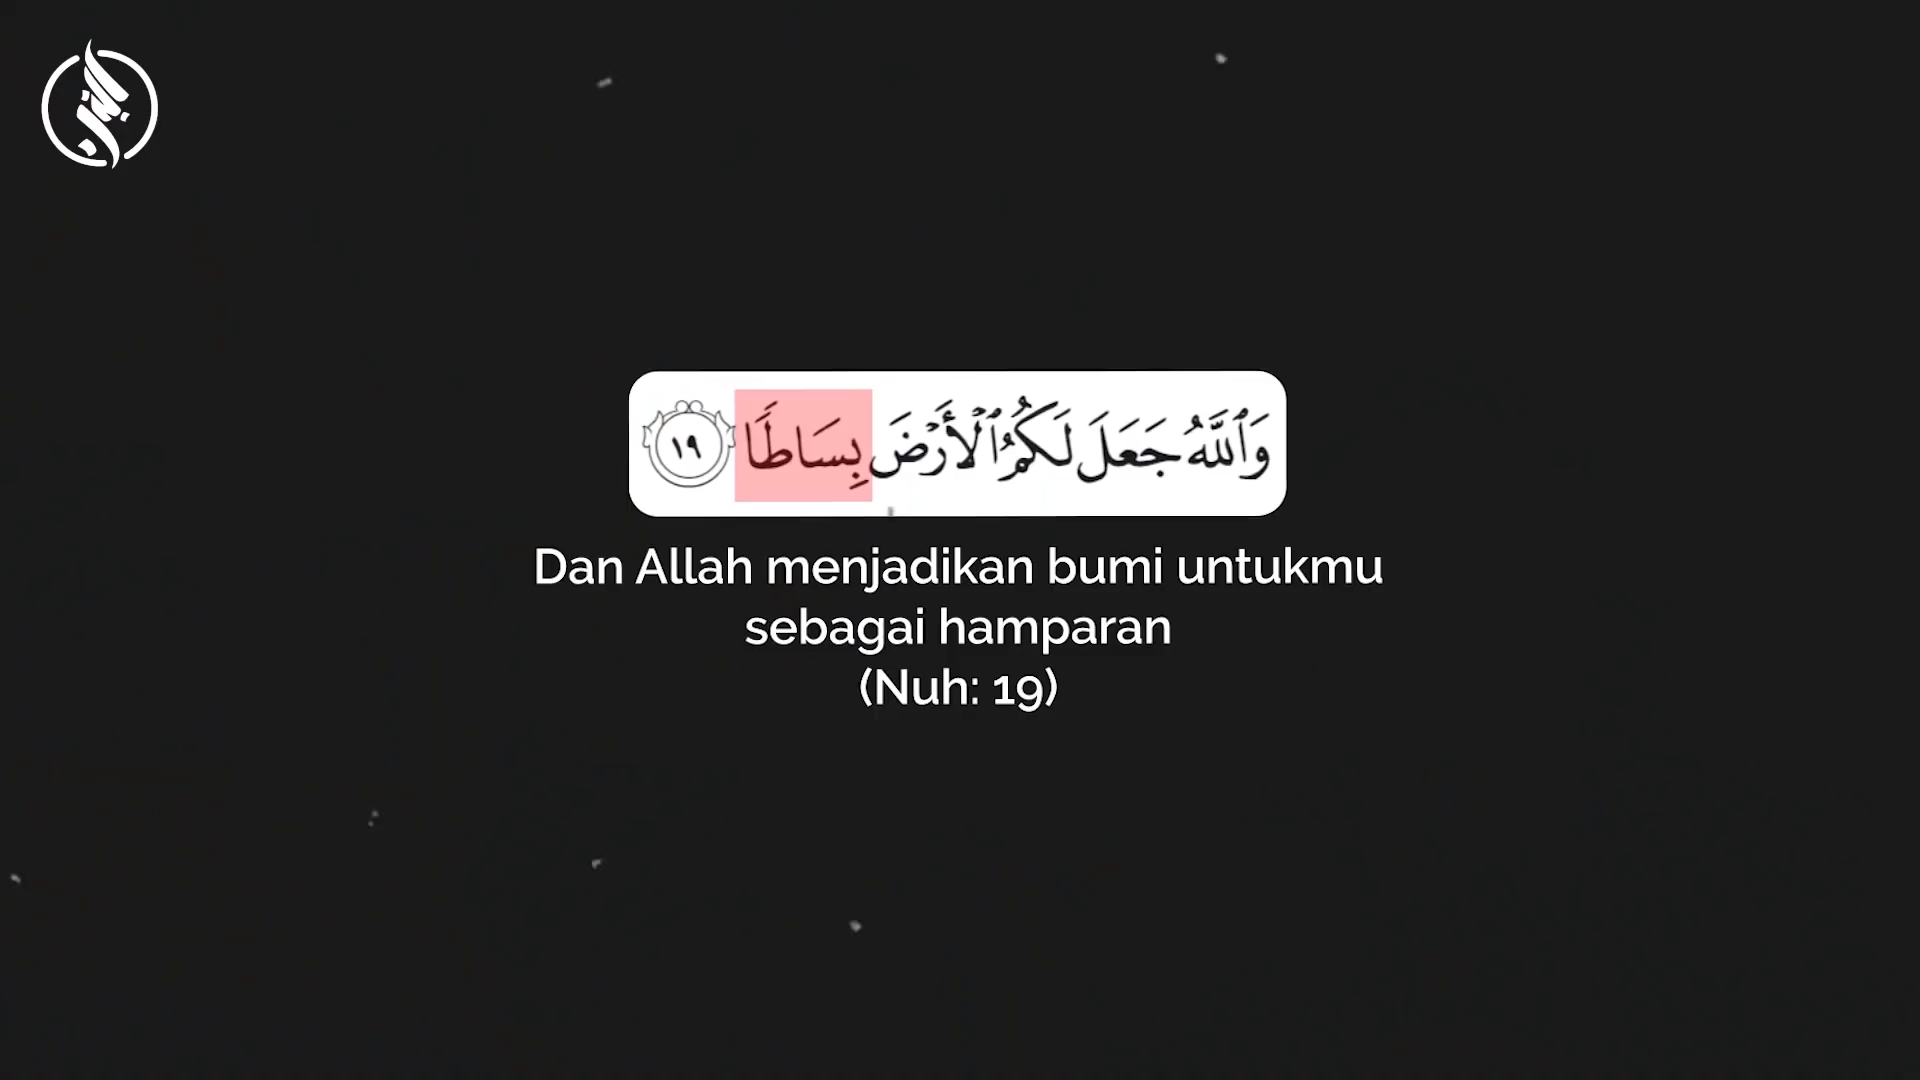 وَٱللَّهُ جَعَلَ لَكُمُ ٱلْأَرْضَ بِسَاطًا ١٩
Dan Allah menjadikan bumi untukmu
sebagai hamparan
(Nuh: 19)